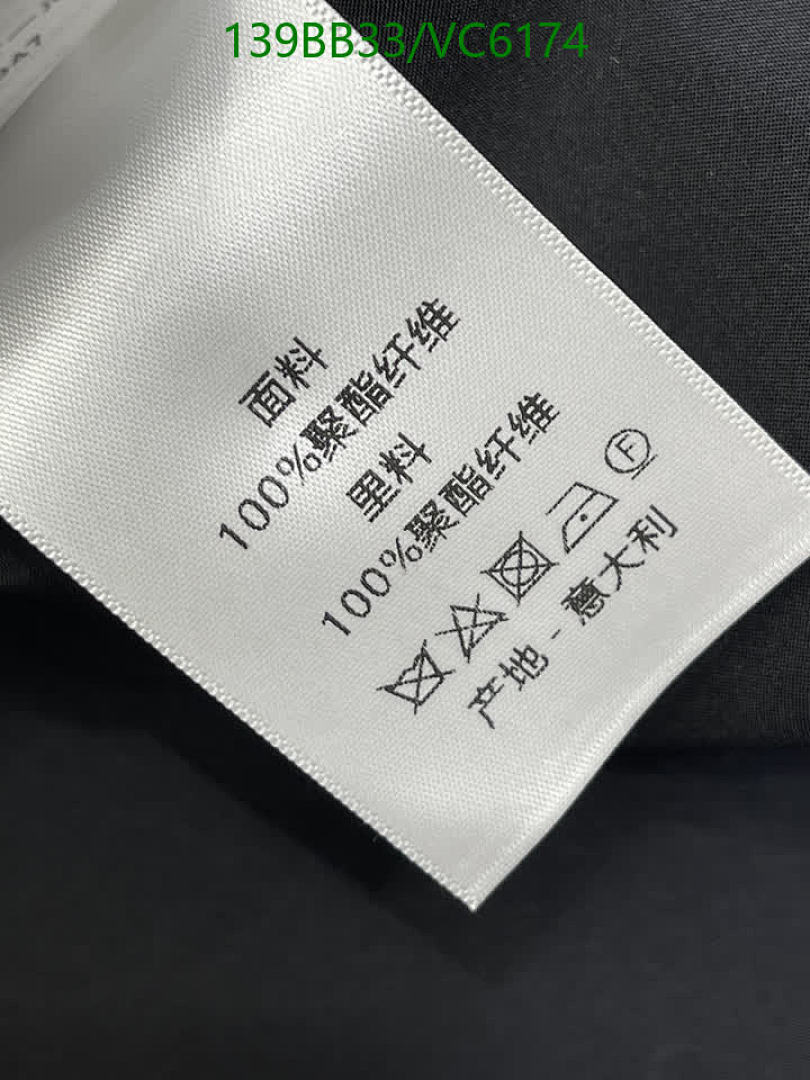 139BB33/VC6174
面料
100%聚酯纤维
里料
100%聚酯纤维
F
产地 - 意大利